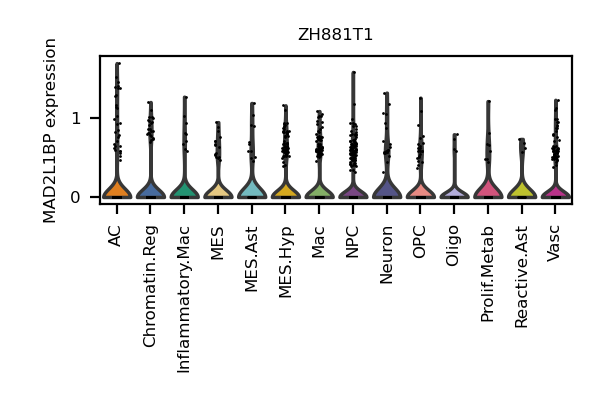 ZH881T1
MAD2L1BP expression
1
0
AC
Chromatin.Reg
Inflammatory.Mac
MES
MES.Ast
MES.Hyp
Mac
NPC
Neuron
OPC
Oligo
Prolif.Metab
Reactive.Ast
Vasc